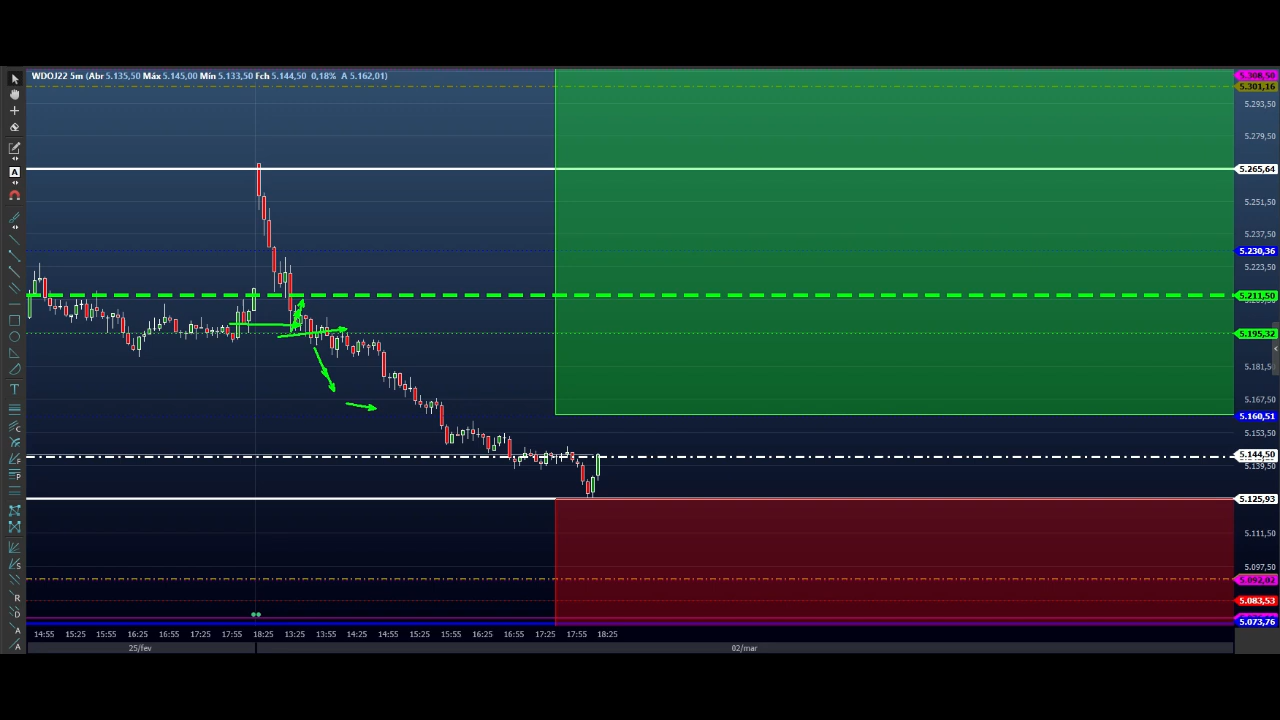 WDOJ22 5m (Abr 5.135,50 Máx 5.145,00 Mín 5.133,50 Fch 5.144,50 0,18% A 5.162,01)
5.308,50
5.301,16
5.293,50
5.279,50
5.265,64
5.251,50
5.237,50
5.230,36
5.223,50
5.211,50
5.195,32
5.181,50
5.167,50
5.160,51
5.153,50
5.144,50
5.139,50
5.125,93
5.111,50
5.097,50
5.092,02
5.083,53
5.073,76
A
T
C
F
P
S
R
D
A
A
14:55 15:25 16:25 16:55 17:25 17:55 18:25 13:25 13:55 14:25 14:55 15:25 15:55 16:25 16:55 17:25 17:55 18:25
25/fev 02/mar